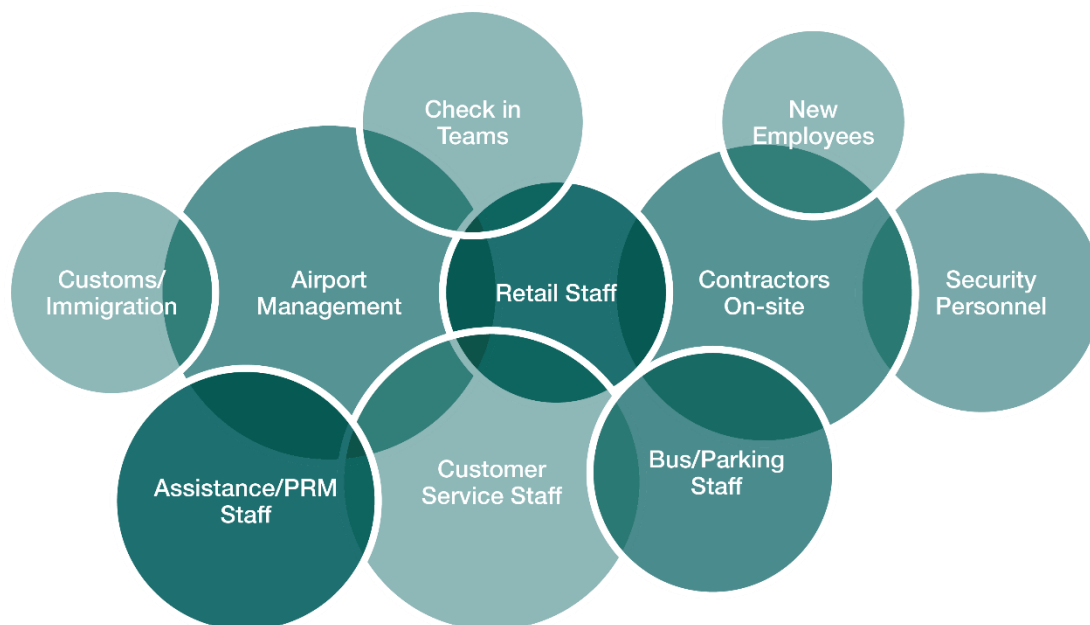 Check in
Teams
New
Employees
Customs/
Immigration
Airport
Management
Retail Staff
Contractors
On-site
Security
Personnel
Assistance/PRM
Staff
Customer
Service Staff
Bus/Parking
Staff